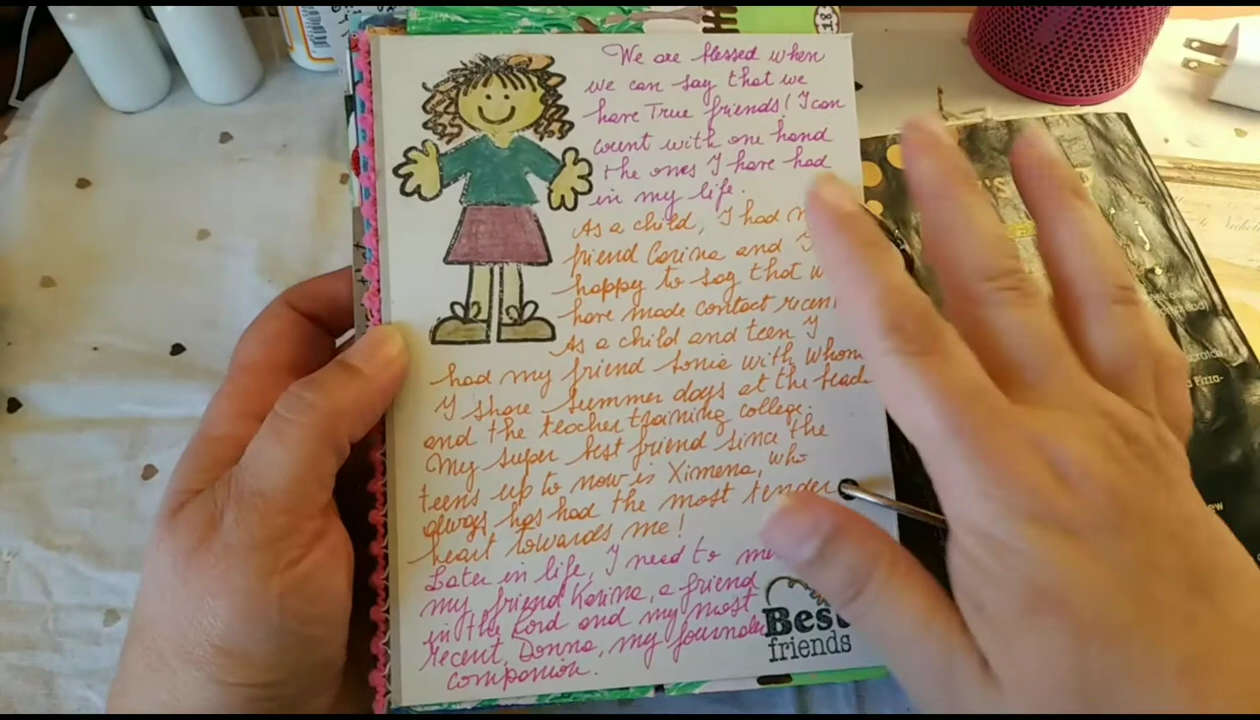 We are blessed when
we can say that we
have True friends! I can
count with one hand
the ones I have had
in my life.
As a child, I had
friend Carina and I
happy to say that
have made contact recen
As a child and teen I
had my friend Sonia with whom
I share summer days at the beach
and the teacher training college.
My super best friend since the
teens up to now is Ximena, who
always has had the most tender
heart towards me!
Later in life, I need to
my friend Karina, a friend
in the Lord and my most
recent, Donna, my journaler
companion.
Best
friends
18